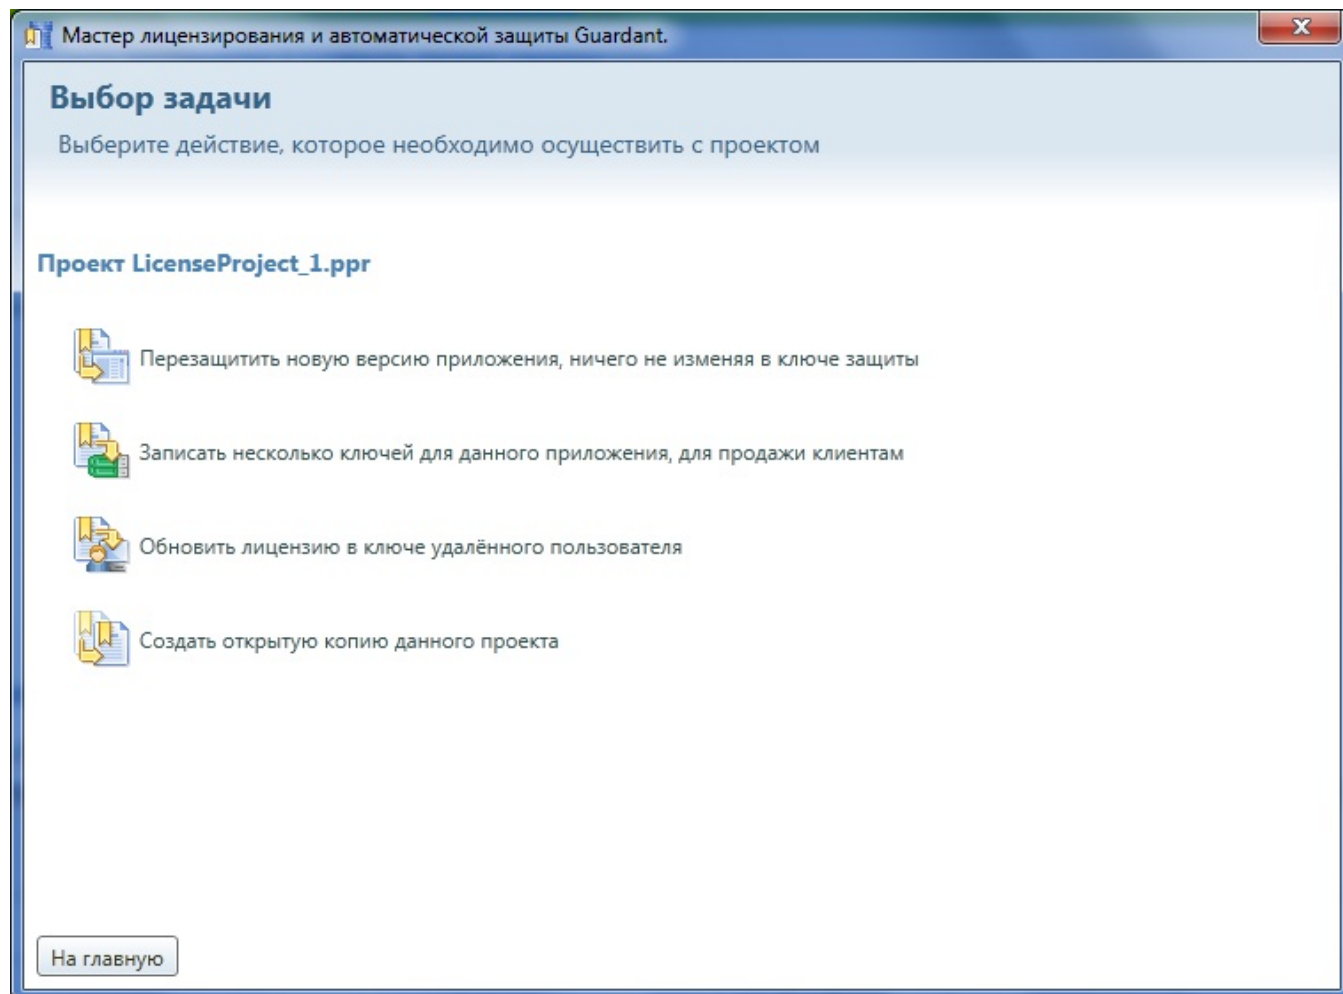 Мастер лицензирования и автоматической защиты Guardant.
Выбор задачи
Выберите действие, которое необходимо осуществить с проектом
Проект LicenseProject_1.ppr
Перезащитить новую версию приложения, ничего не изменяя в ключе защиты
Записать несколько ключей для данного приложения, для продажи клиентам
Обновить лицензию в ключе удалённого пользователя
Создать открытую копию данного проекта
На главную